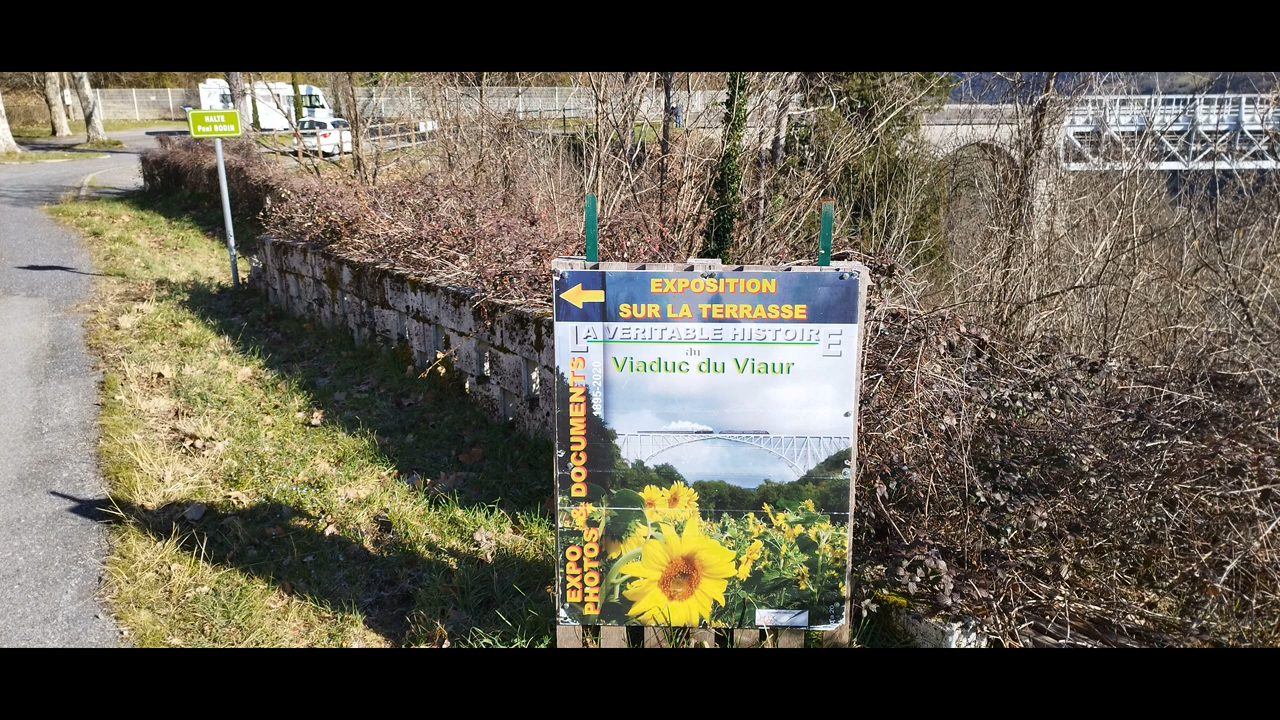 HALTE
Paul BODIN
EXPOSITION
SUR LA TERRASSE
LA VERITABLE HISTOIRE
du
Viaduc du Viaur
1895-2020
EXPO
PHOTOS & DOCUMENTS